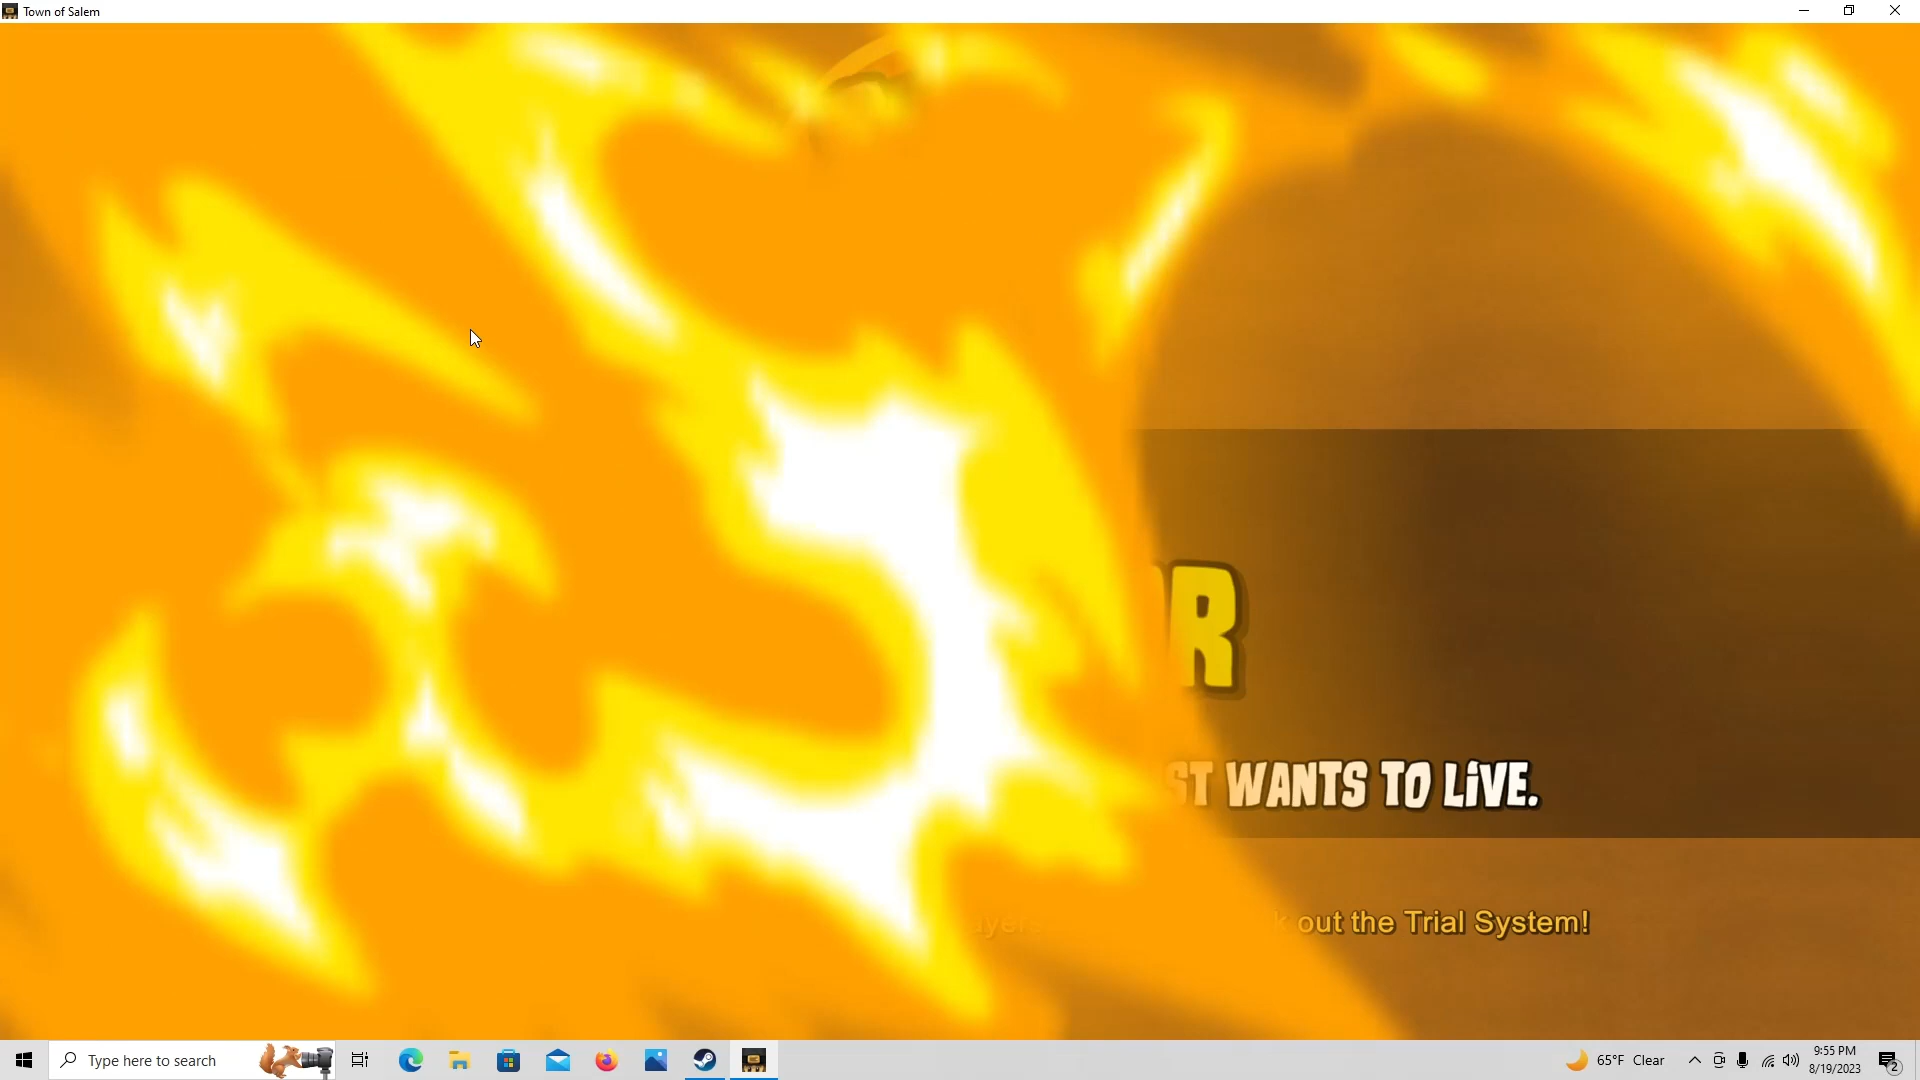 Town of Salem
R
WANTS TO LIVE.
out the Trial System!
Type here to search
65°F Clear
9:55 PM
8/19/2023
2